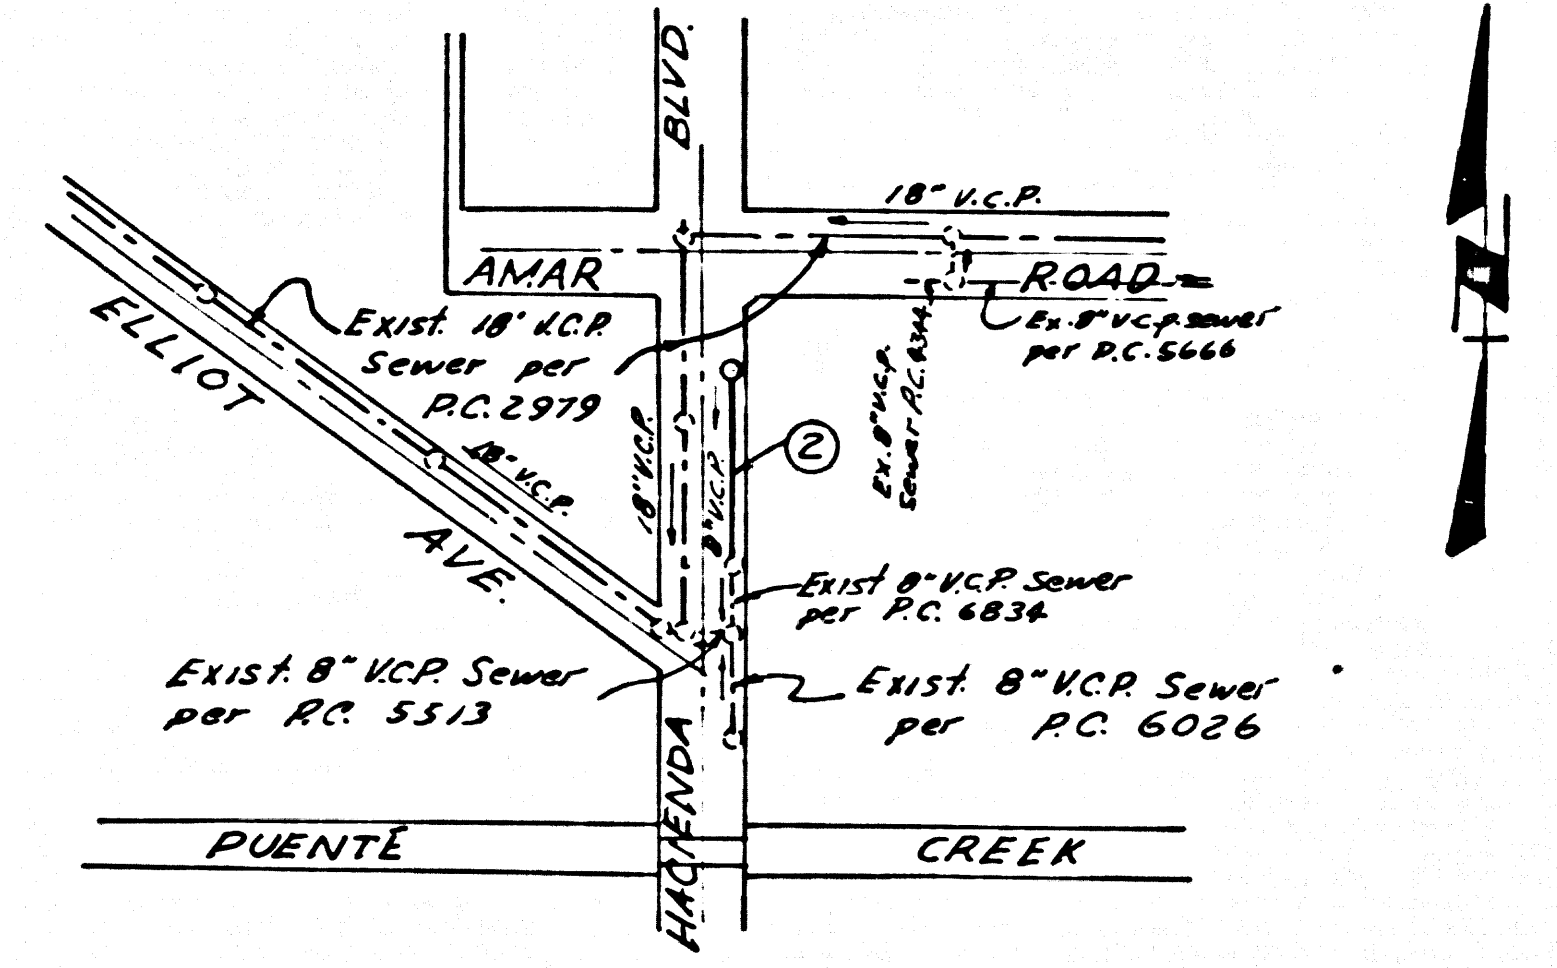 BLVD.
18" V.C.P.
AMAR
ROAD
Exist. 18" V.C.P.
Sewer per
P.C. 2979
Ex. 8" V.C.P. sewer
per P.C. 5666
Ex. 8" V.C.P.
Sewer P.C.
ELLIOT
AVE.
18" V.C.P.
18" V.C.P.
8" V.C.P.
2
Exist 8" V.C.P. Sewer
per P.C. 6834
Exist. 8" V.C.P. Sewer
per P.C. 5513
Exist. 8" V.C.P. Sewer
per P.C. 6026
HACIENDA
PUENTE
CREEK
N